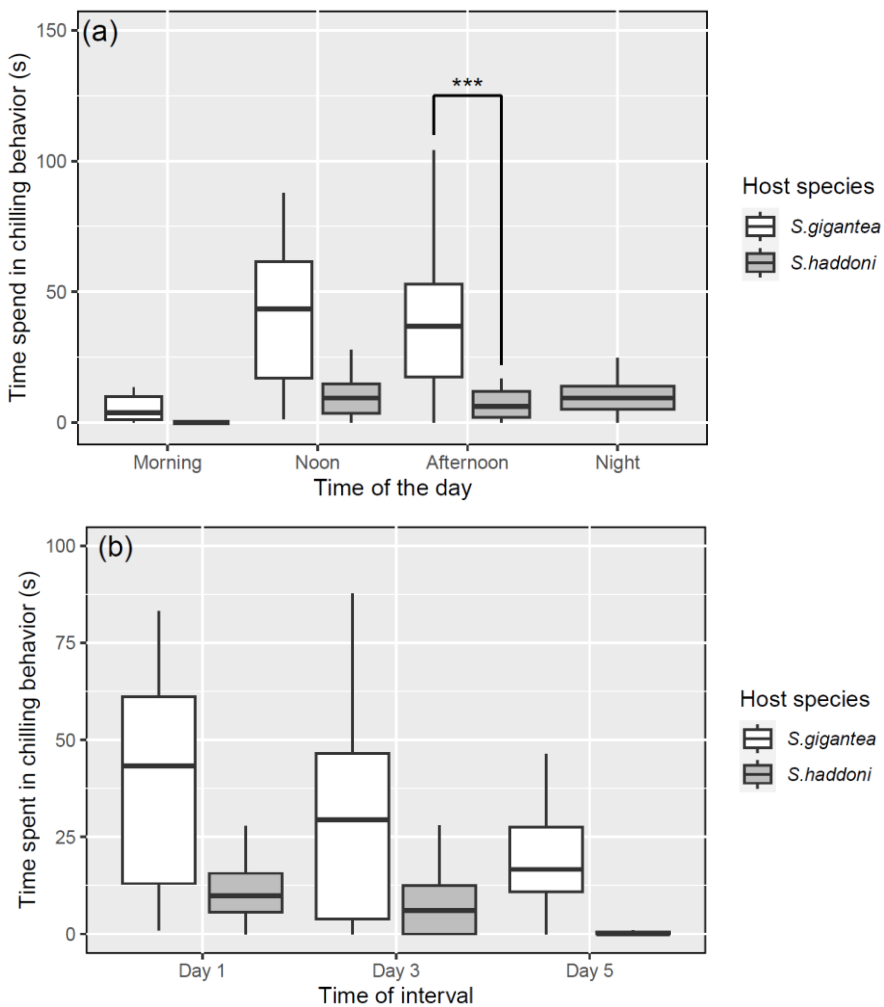 (a)
Time spend in chilling behavior (s)
150
100
50
0
***
Morning Noon Afternoon Night
Time of the day
Host species
S.gigantea
S.haddoni
(b)
Time spent in chilling behavior (s)
100
75
50
25
0
Day 1 Day 3 Day 5
Time of interval
Host species
S.gigantea
S.haddoni